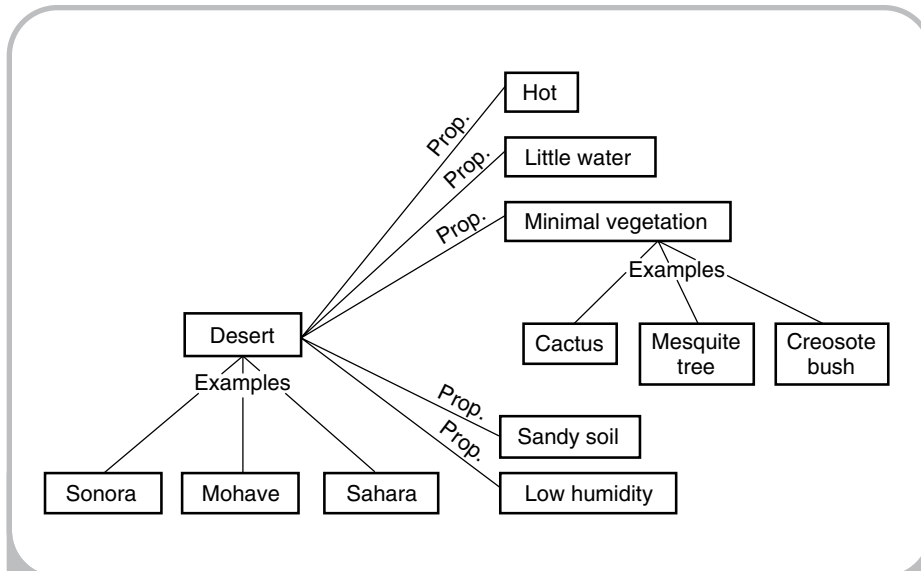 Hot
Prop.
Little water
Prop.
Minimal vegetation
Prop.
Examples
Cactus
Mesquite
tree
Creosote
bush
Desert
Examples
Sonora
Mohave
Sahara
Prop.
Sandy soil
Prop.
Low humidity